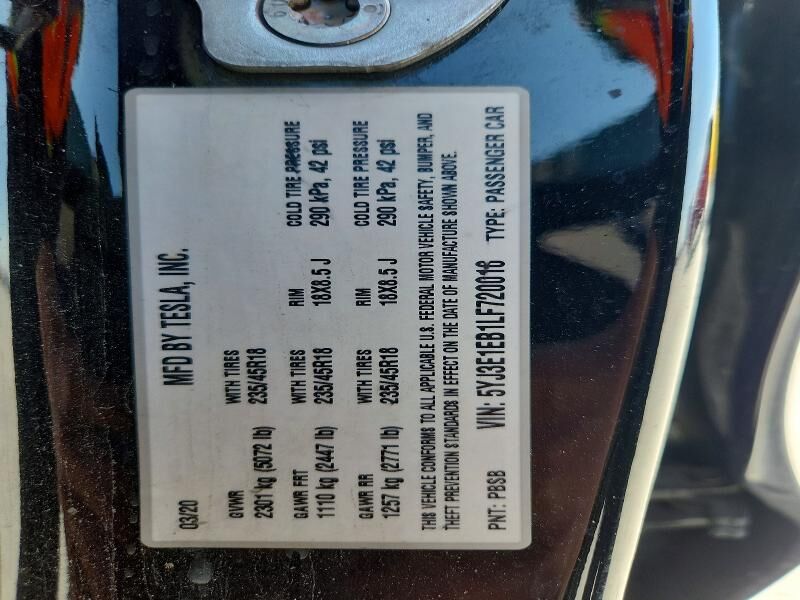 MFD BY TESLA, INC.
03/20
GVWR WITH TIRES
2301 kg (5072 lb) 235/45R18
GAWR FRT WITH TIRES RIM COLD TIRE PRESSURE
1110 kg (2447 lb) 235/45R18 18X8.5 J 290 kPa, 42 psi
GAWR RR WITH TIRES RIM COLD TIRE PRESSURE
1257 kg (2771 lb) 235/45R18 18X8.5 J 290 kPa, 42 psi
THIS VEHICLE CONFORMS TO ALL APPLICABLE U.S. FEDERAL MOTOR VEHICLE SAFETY, BUMPER, AND
THEFT PREVENTION STANDARDS IN EFFECT ON THE DATE OF MANUFACTURE SHOWN ABOVE.
PNT: PBSB VIN: 5YJ3E1EB1LF720016 TYPE: PASSENGER CAR